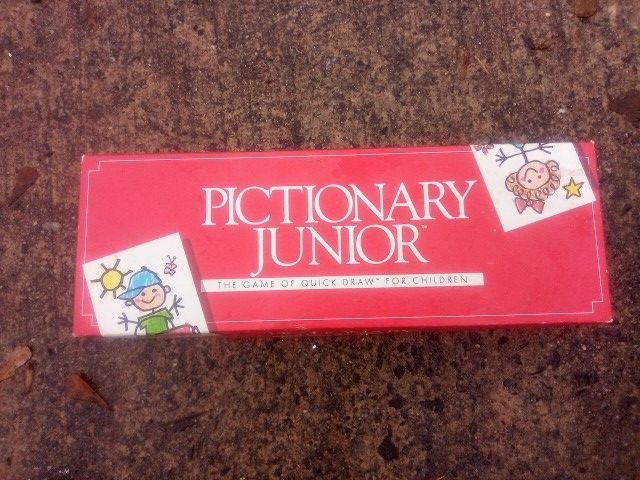 PICTIONARY
JUNIOR™
THE GAME OF QUICK DRAW™ FOR CHILDREN